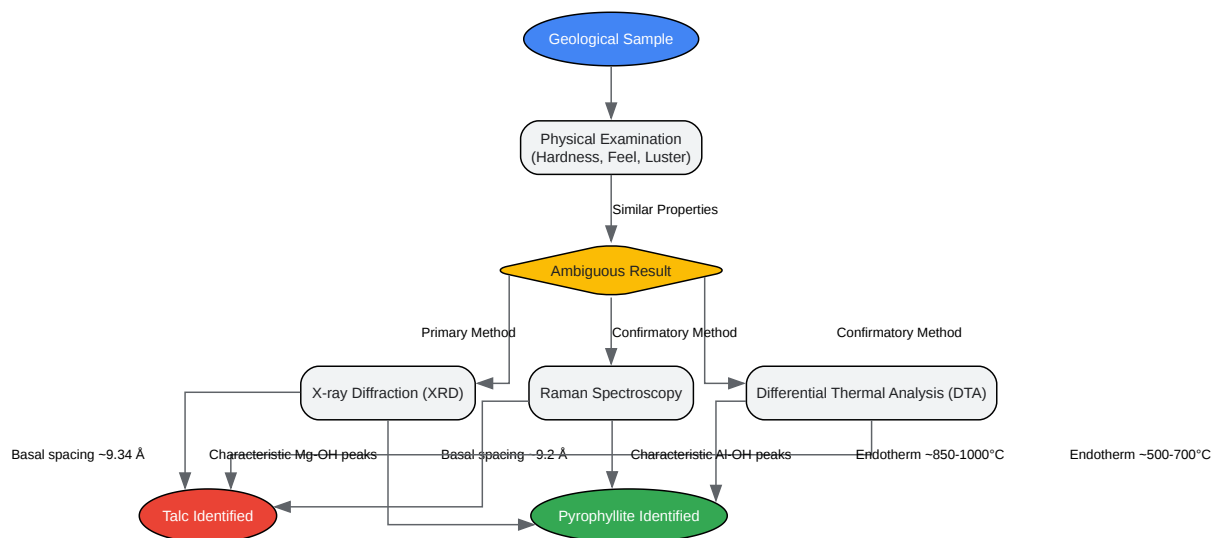 Geological Sample
Physical Examination
(Hardness, Feel, Luster)
Similar Properties
Ambiguous Result
Primary Method
Confirmatory Method
Confirmatory Method
X-ray Diffraction (XRD)
Raman Spectroscopy
Differential Thermal Analysis (DTA)
Basal spacing ~9.34 Å
Characteristic Mg-OH peaks
Basal spacing ~9.2 Å
Characteristic Al-OH peaks
Endotherm ~850-1000°C
Endotherm ~500-700°C
Talc Identified
Pyrophyllite Identified